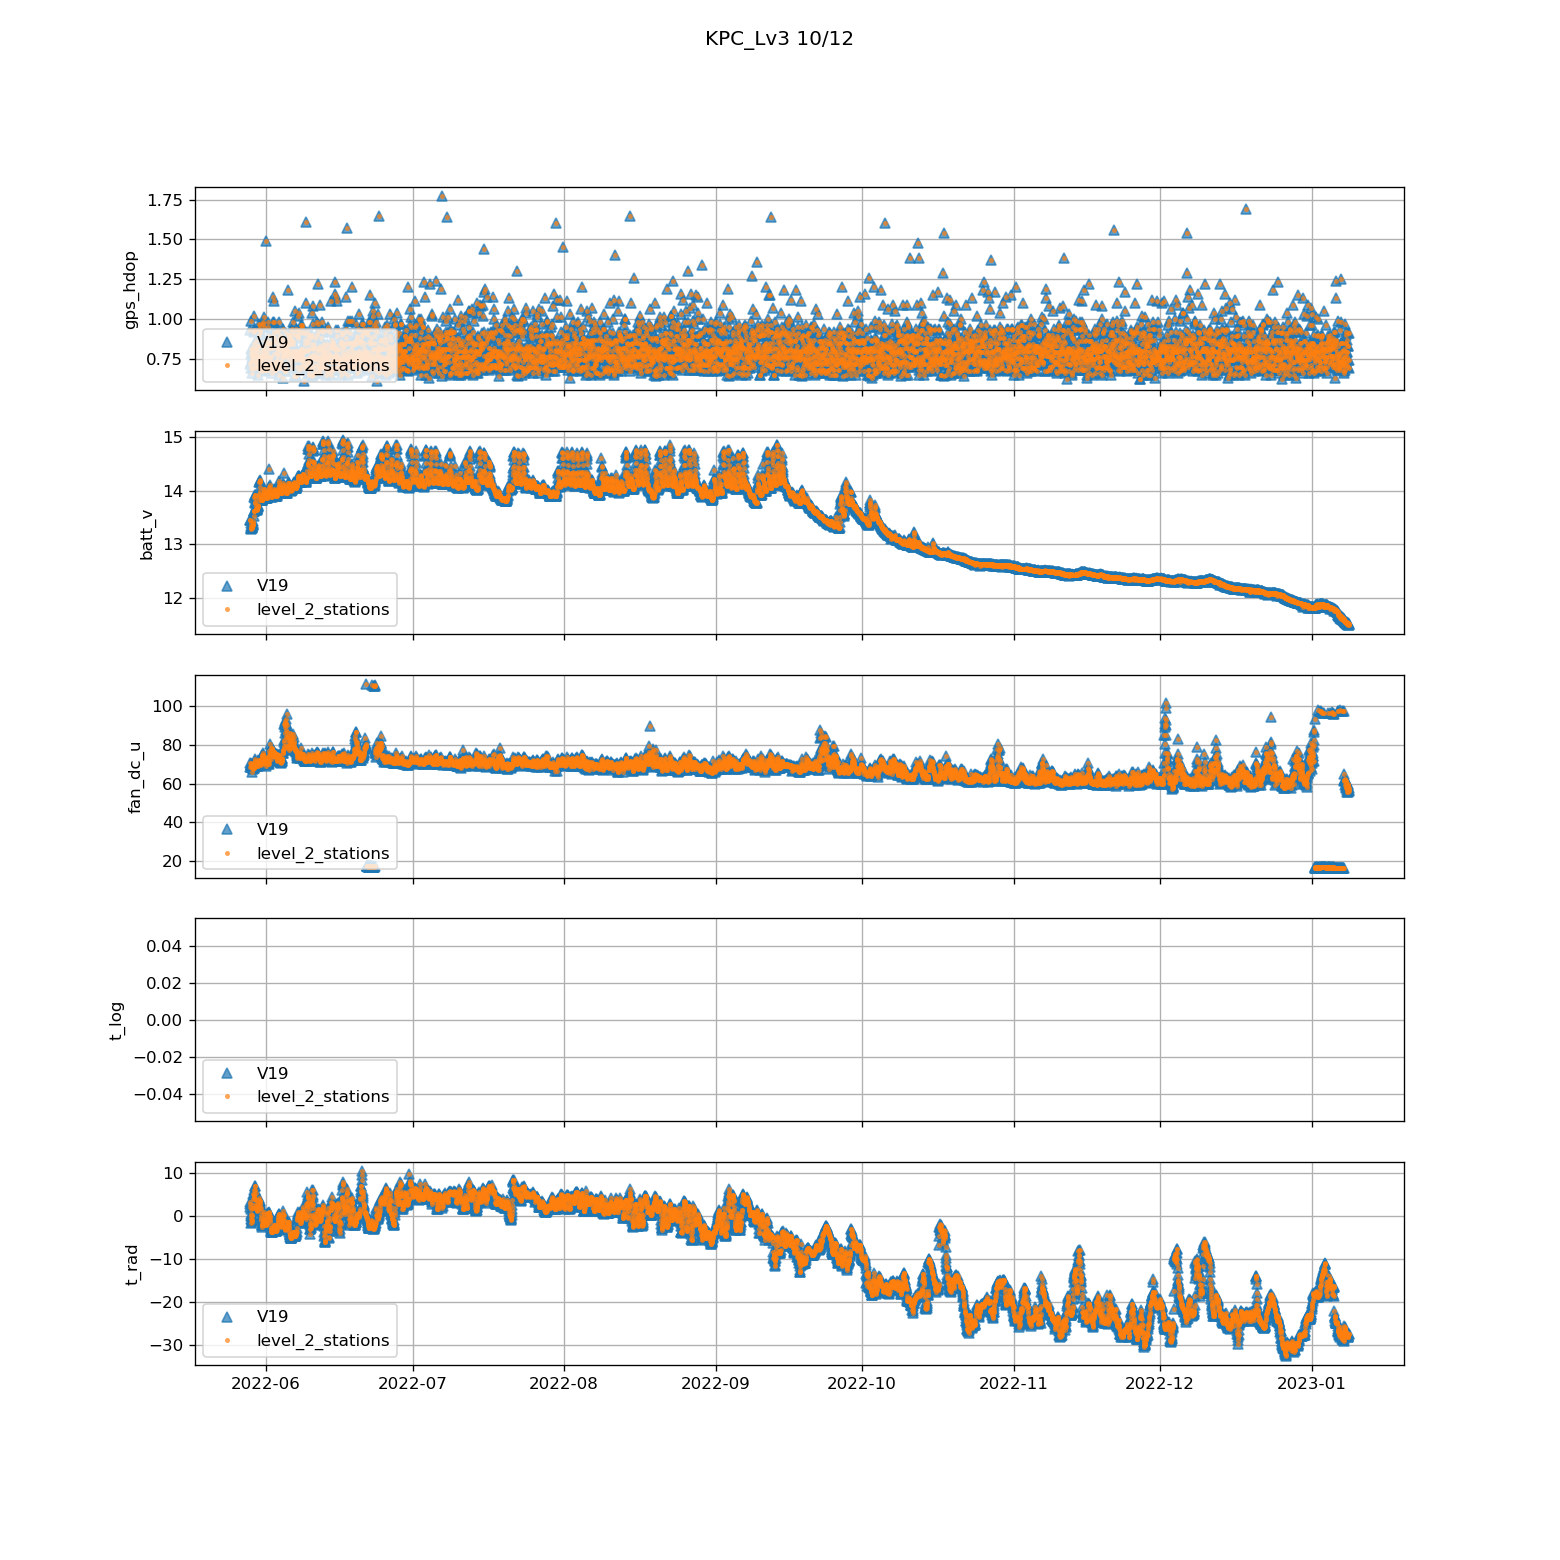 KPC_Lv3 10/12
gps_hdop
1.75
1.50
1.25
1.00
0.75
V19
level_2_stations
batt_v
15
14
13
12
V19
level_2_stations
fan_dc_u
100
80
60
40
20
V19
level_2_stations
t_log
0.04
0.02
0.00
−0.02
−0.04
V19
level_2_stations
t_rad
10
0
−10
−20
−30
V19
level_2_stations
2022-06 2022-07 2022-08 2022-09 2022-10 2022-11 2022-12 2023-01